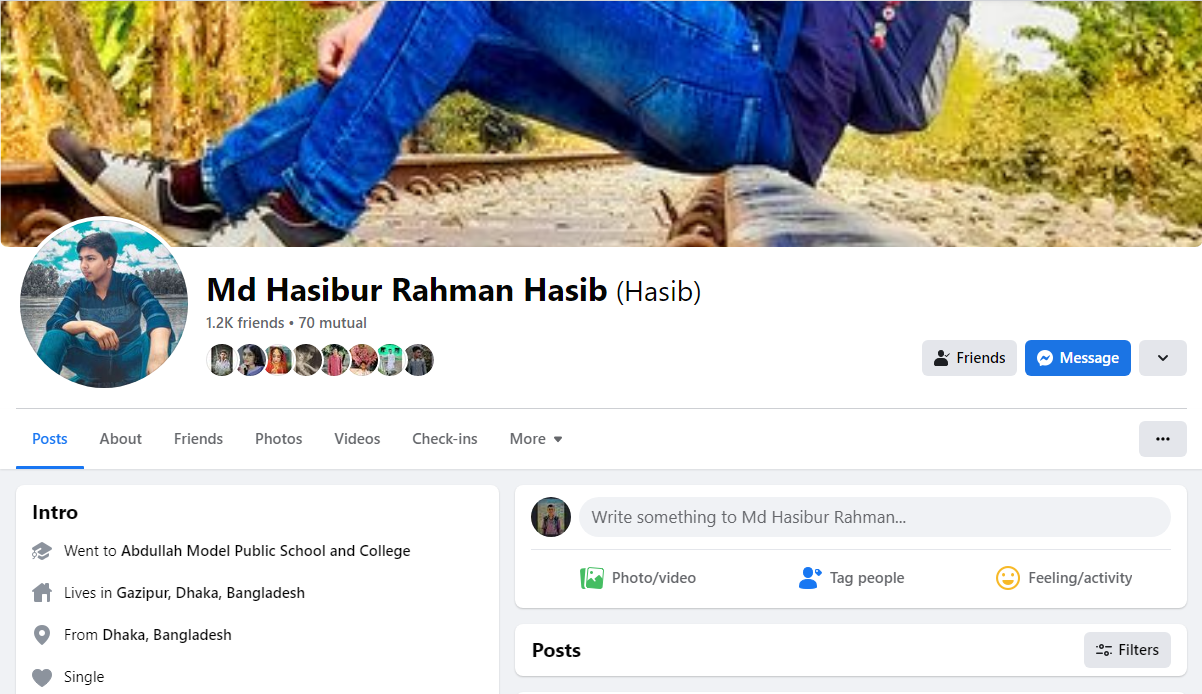 Md Hasibur Rahman Hasib (Hasib)
1.2K friends • 70 mutual
Friends
Message
Posts
About
Friends
Photos
Videos
Check-ins
More
Intro
Went to Abdullah Model Public School and College
Lives in Gazipur, Dhaka, Bangladesh
From Dhaka, Bangladesh
Single
Write something to Md Hasibur Rahman...
Photo/video
Tag people
Feeling/activity
Posts
Filters